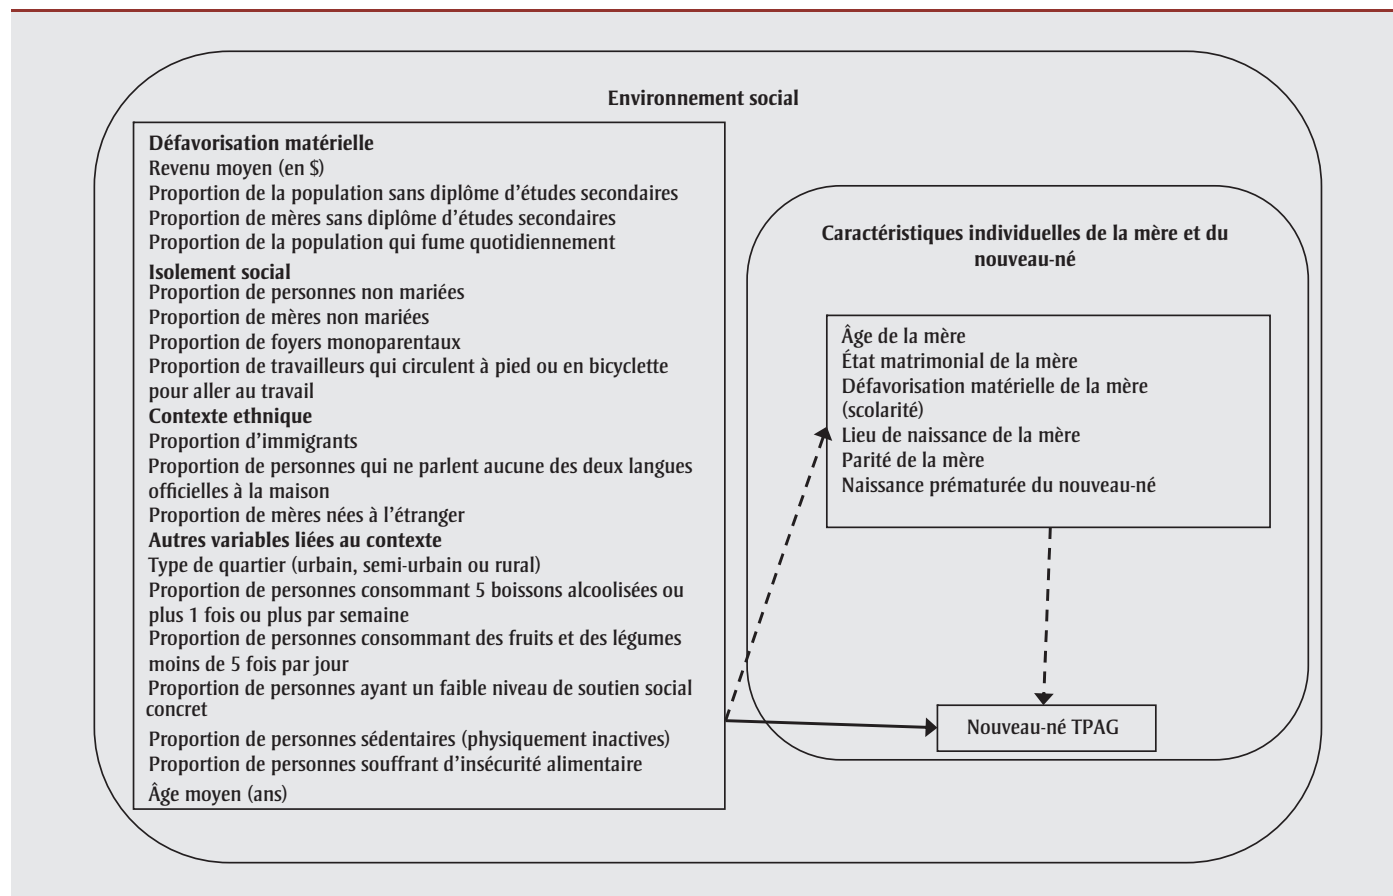 Environnement social
Défavorisation matérielle
Revenu moyen (en $)
Proportion de la population sans diplôme d'études secondaires
Proportion de mères sans diplôme d'études secondaires
Proportion de la population qui fume quotidiennement
Isolement social
Proportion de personnes non mariées
Proportion de mères non mariées
Proportion de foyers monoparentaux
Proportion de travailleurs qui circulent à pied ou en bicyclette
pour aller au travail
Contexte ethnique
Proportion d'immigrants
Proportion de personnes qui ne parlent aucune des deux langues
officielles à la maison
Proportion de mères nées à l'étranger
Autres variables liées au contexte
Type de quartier (urbain, semi-urbain ou rural)
Proportion de personnes consommant 5 boissons alcoolisées ou
plus 1 fois ou plus par semaine
Proportion de personnes consommant des fruits et des légumes
moins de 5 fois par jour
Proportion de personnes ayant un faible niveau de soutien social
concret
Proportion de personnes sédentaires (physiquement inactives)
Proportion de personnes souffrant d'insécurité alimentaire
Âge moyen (ans)
Caractéristiques individuelles de la mère et du
nouveau-né
Âge de la mère
État matrimonial de la mère
Défavorisation matérielle de la mère
(scolarité)
Lieu de naissance de la mère
Parité de la mère
Naissance prématurée du nouveau-né
Nouveau-né TPAG